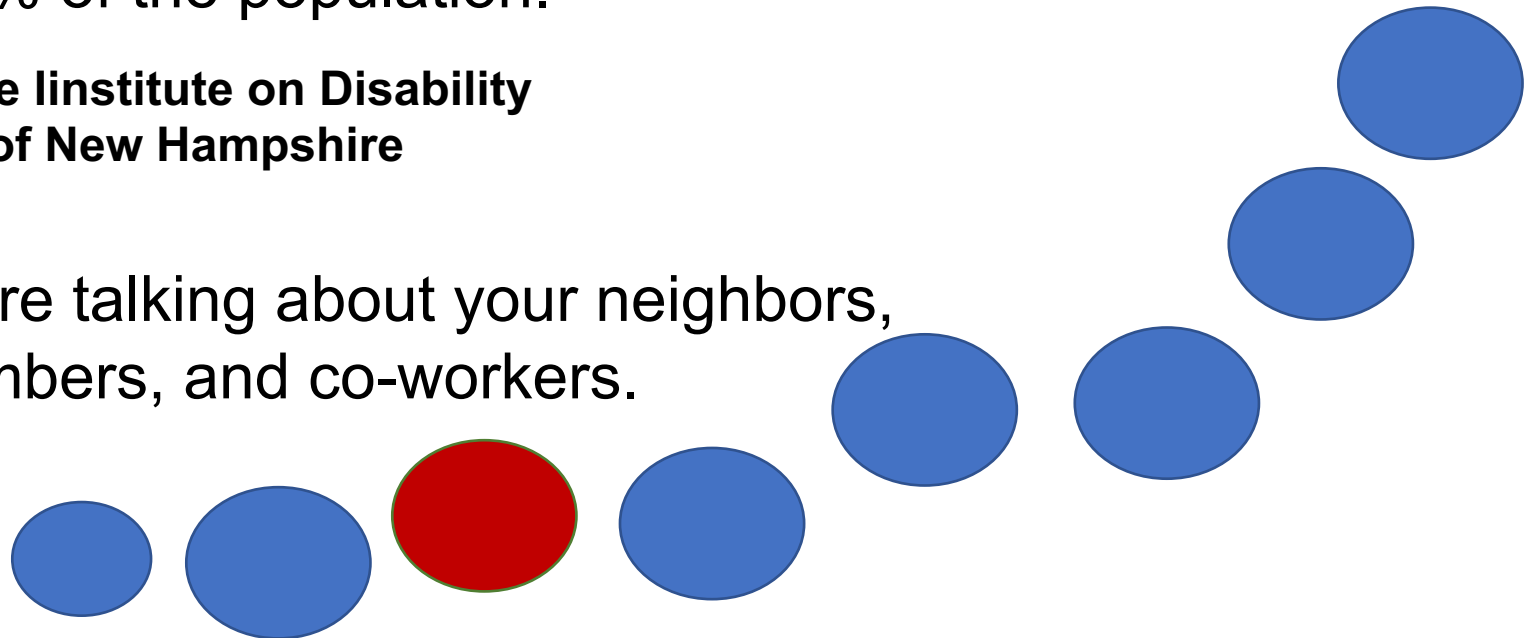 % of the population.
e Iinstitute on Disability
of New Hampshire
re talking about your neighbors,
nbers, and co-workers.